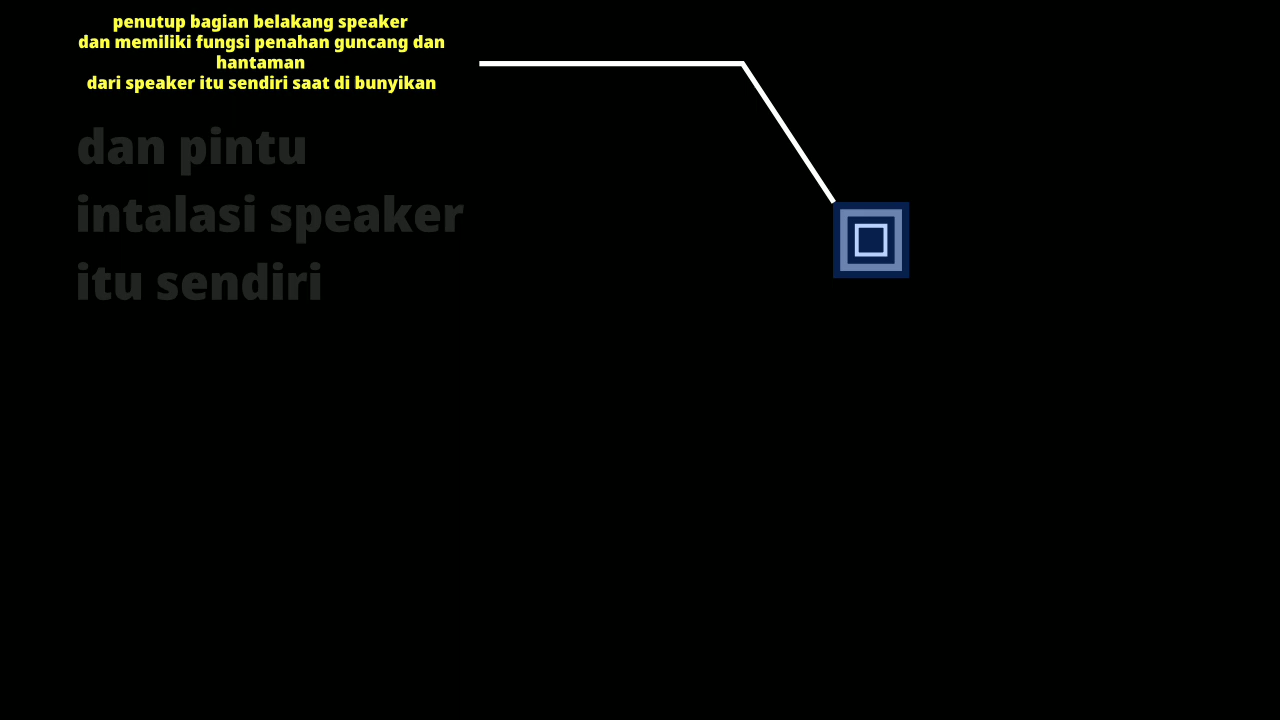 penutup bagian belakang speaker
dan memiliki fungsi penahan guncang dan
hantaman
dari speaker itu sendiri saat di bunyikan
dan pintu
intalasi speaker
itu sendiri